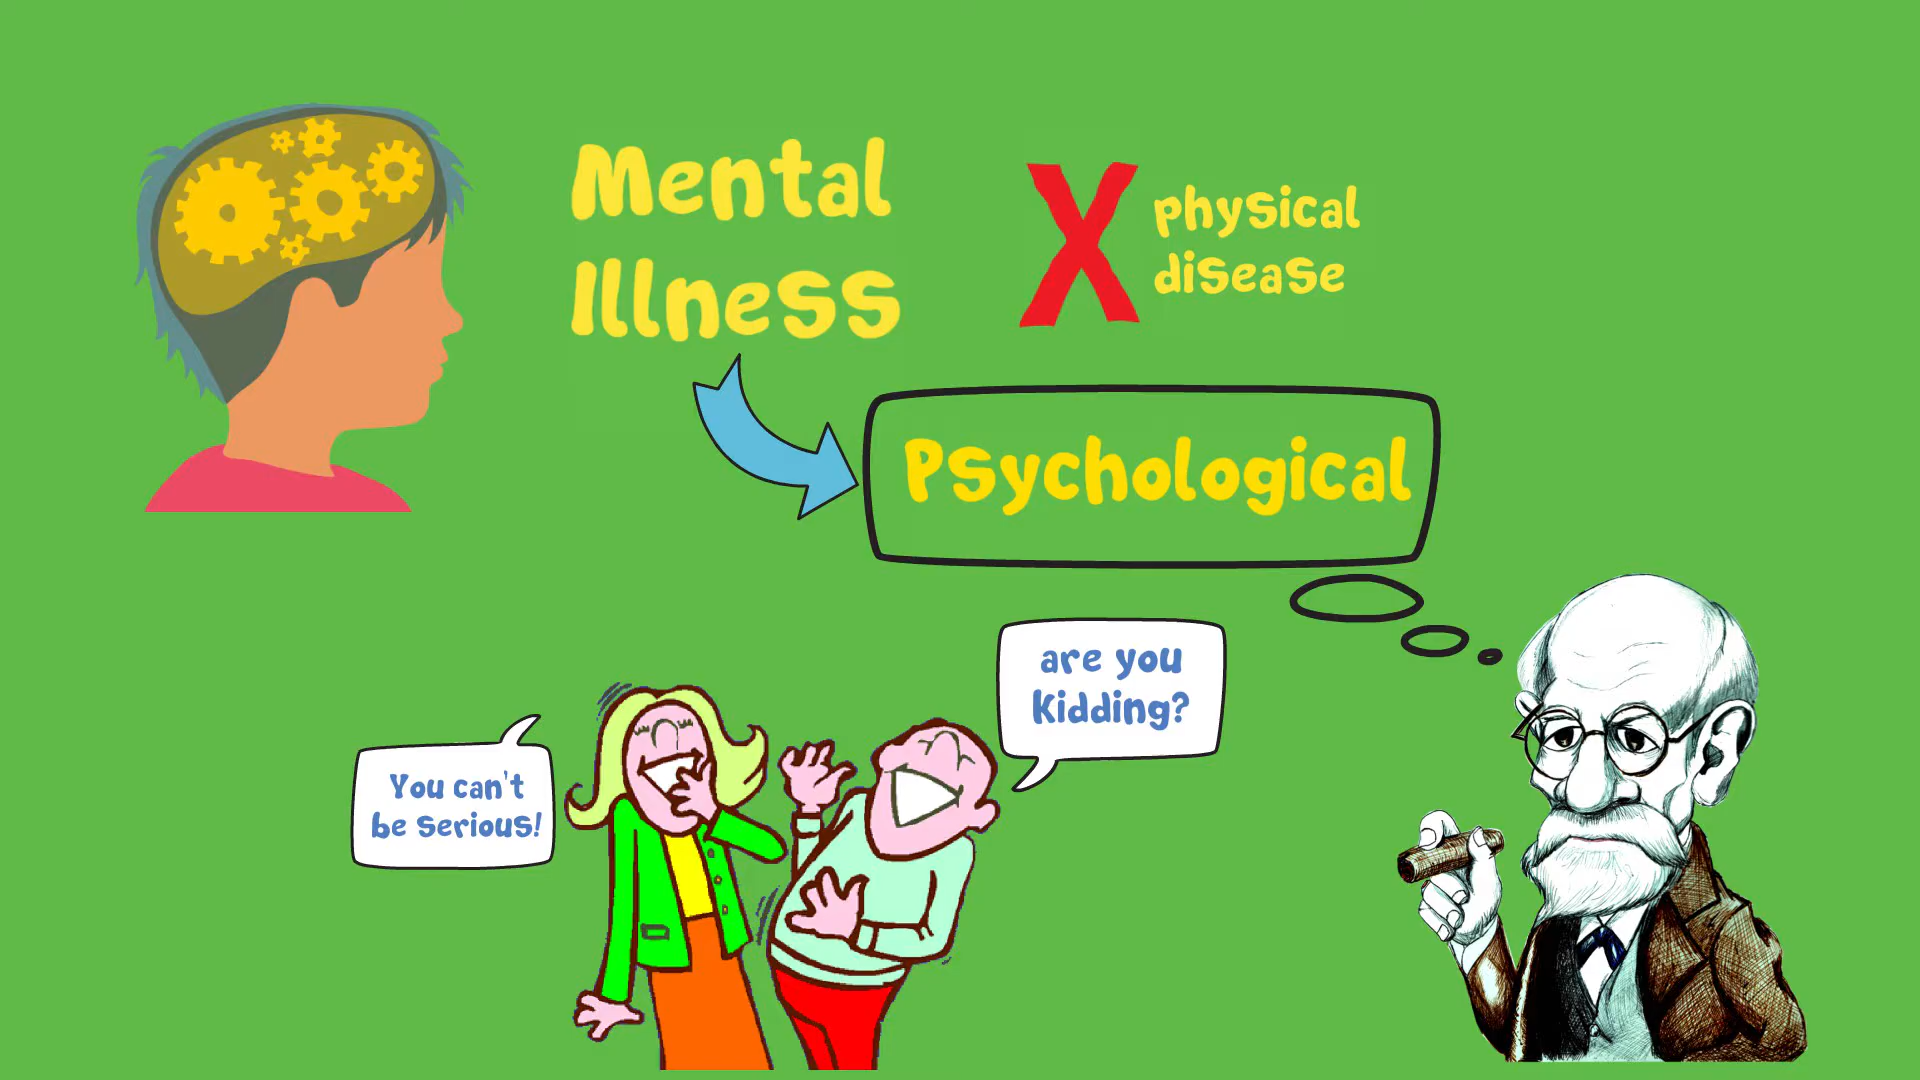 Mental
Illness
X
physical
disease
Psychological
are you
kidding?
You can't
be serious!